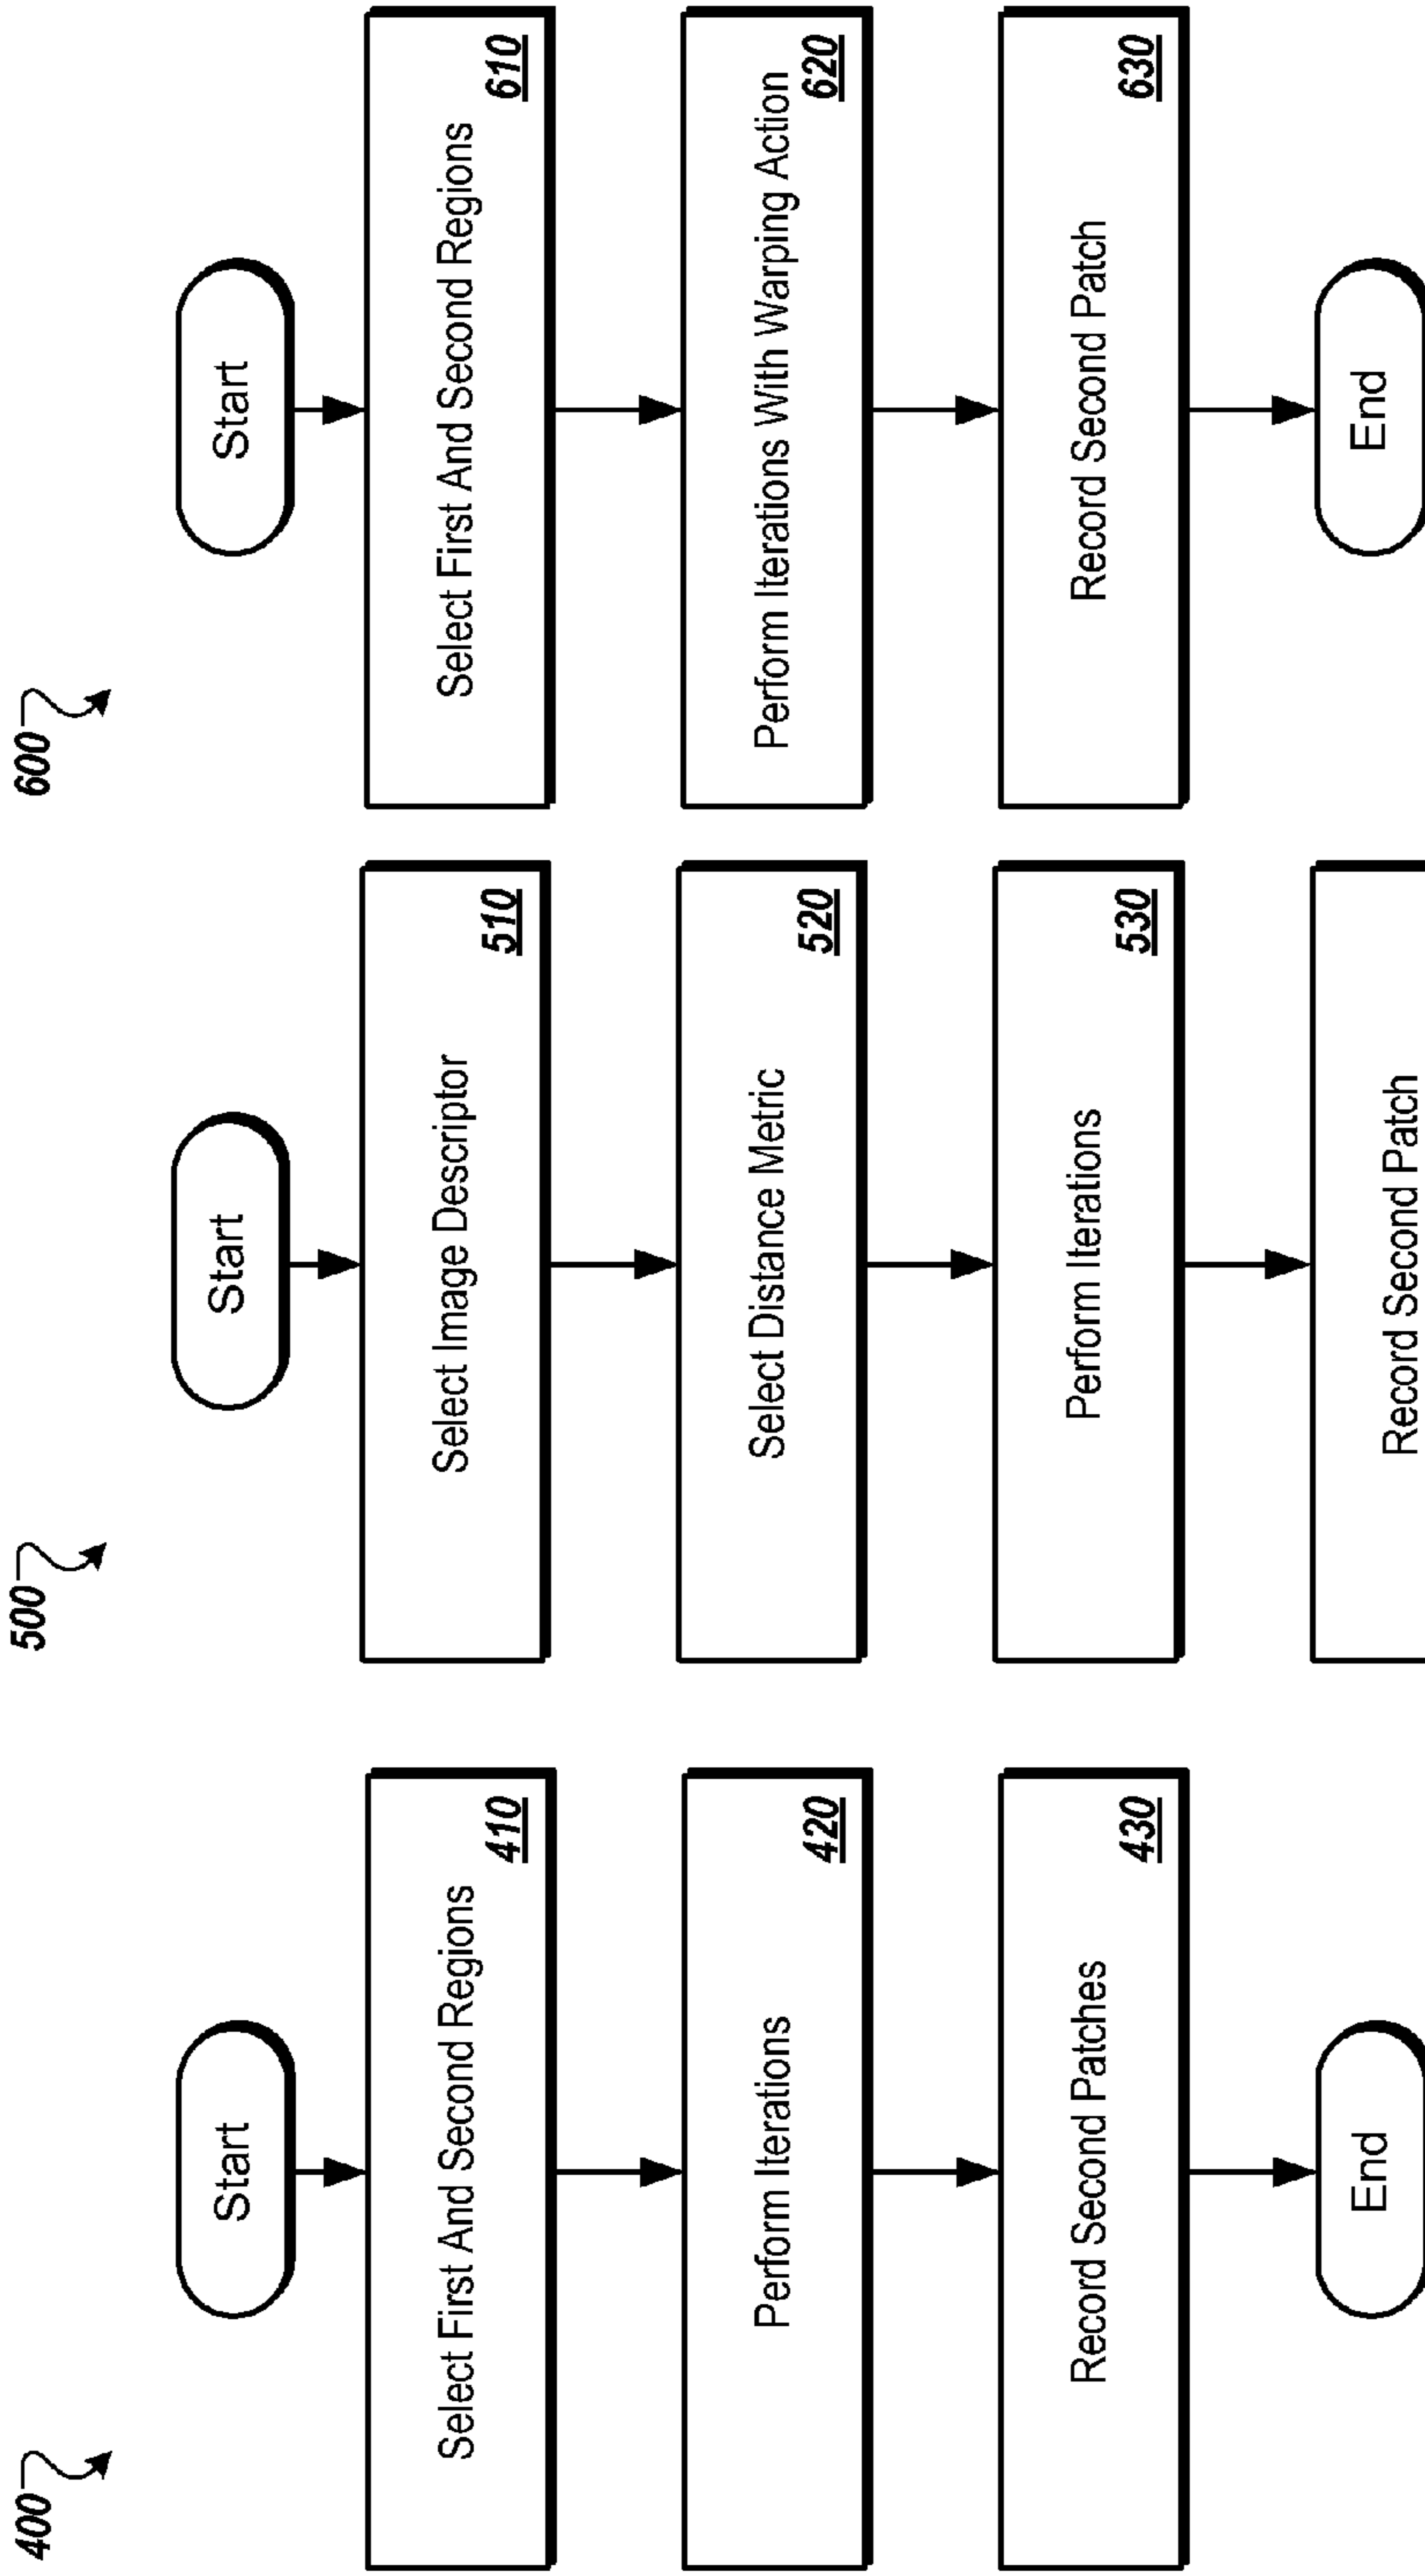 400
Start
Select First And Second Regions
410
Perform Iterations
420
Record Second Patches
430
End
500
Start
Select Image Descriptor
510
Select Distance Metric
520
Perform Iterations
530
Record Second Patch
600
Start
Select First And Second Regions
610
Perform Iterations With Warping Action
620
Record Second Patch
630
End